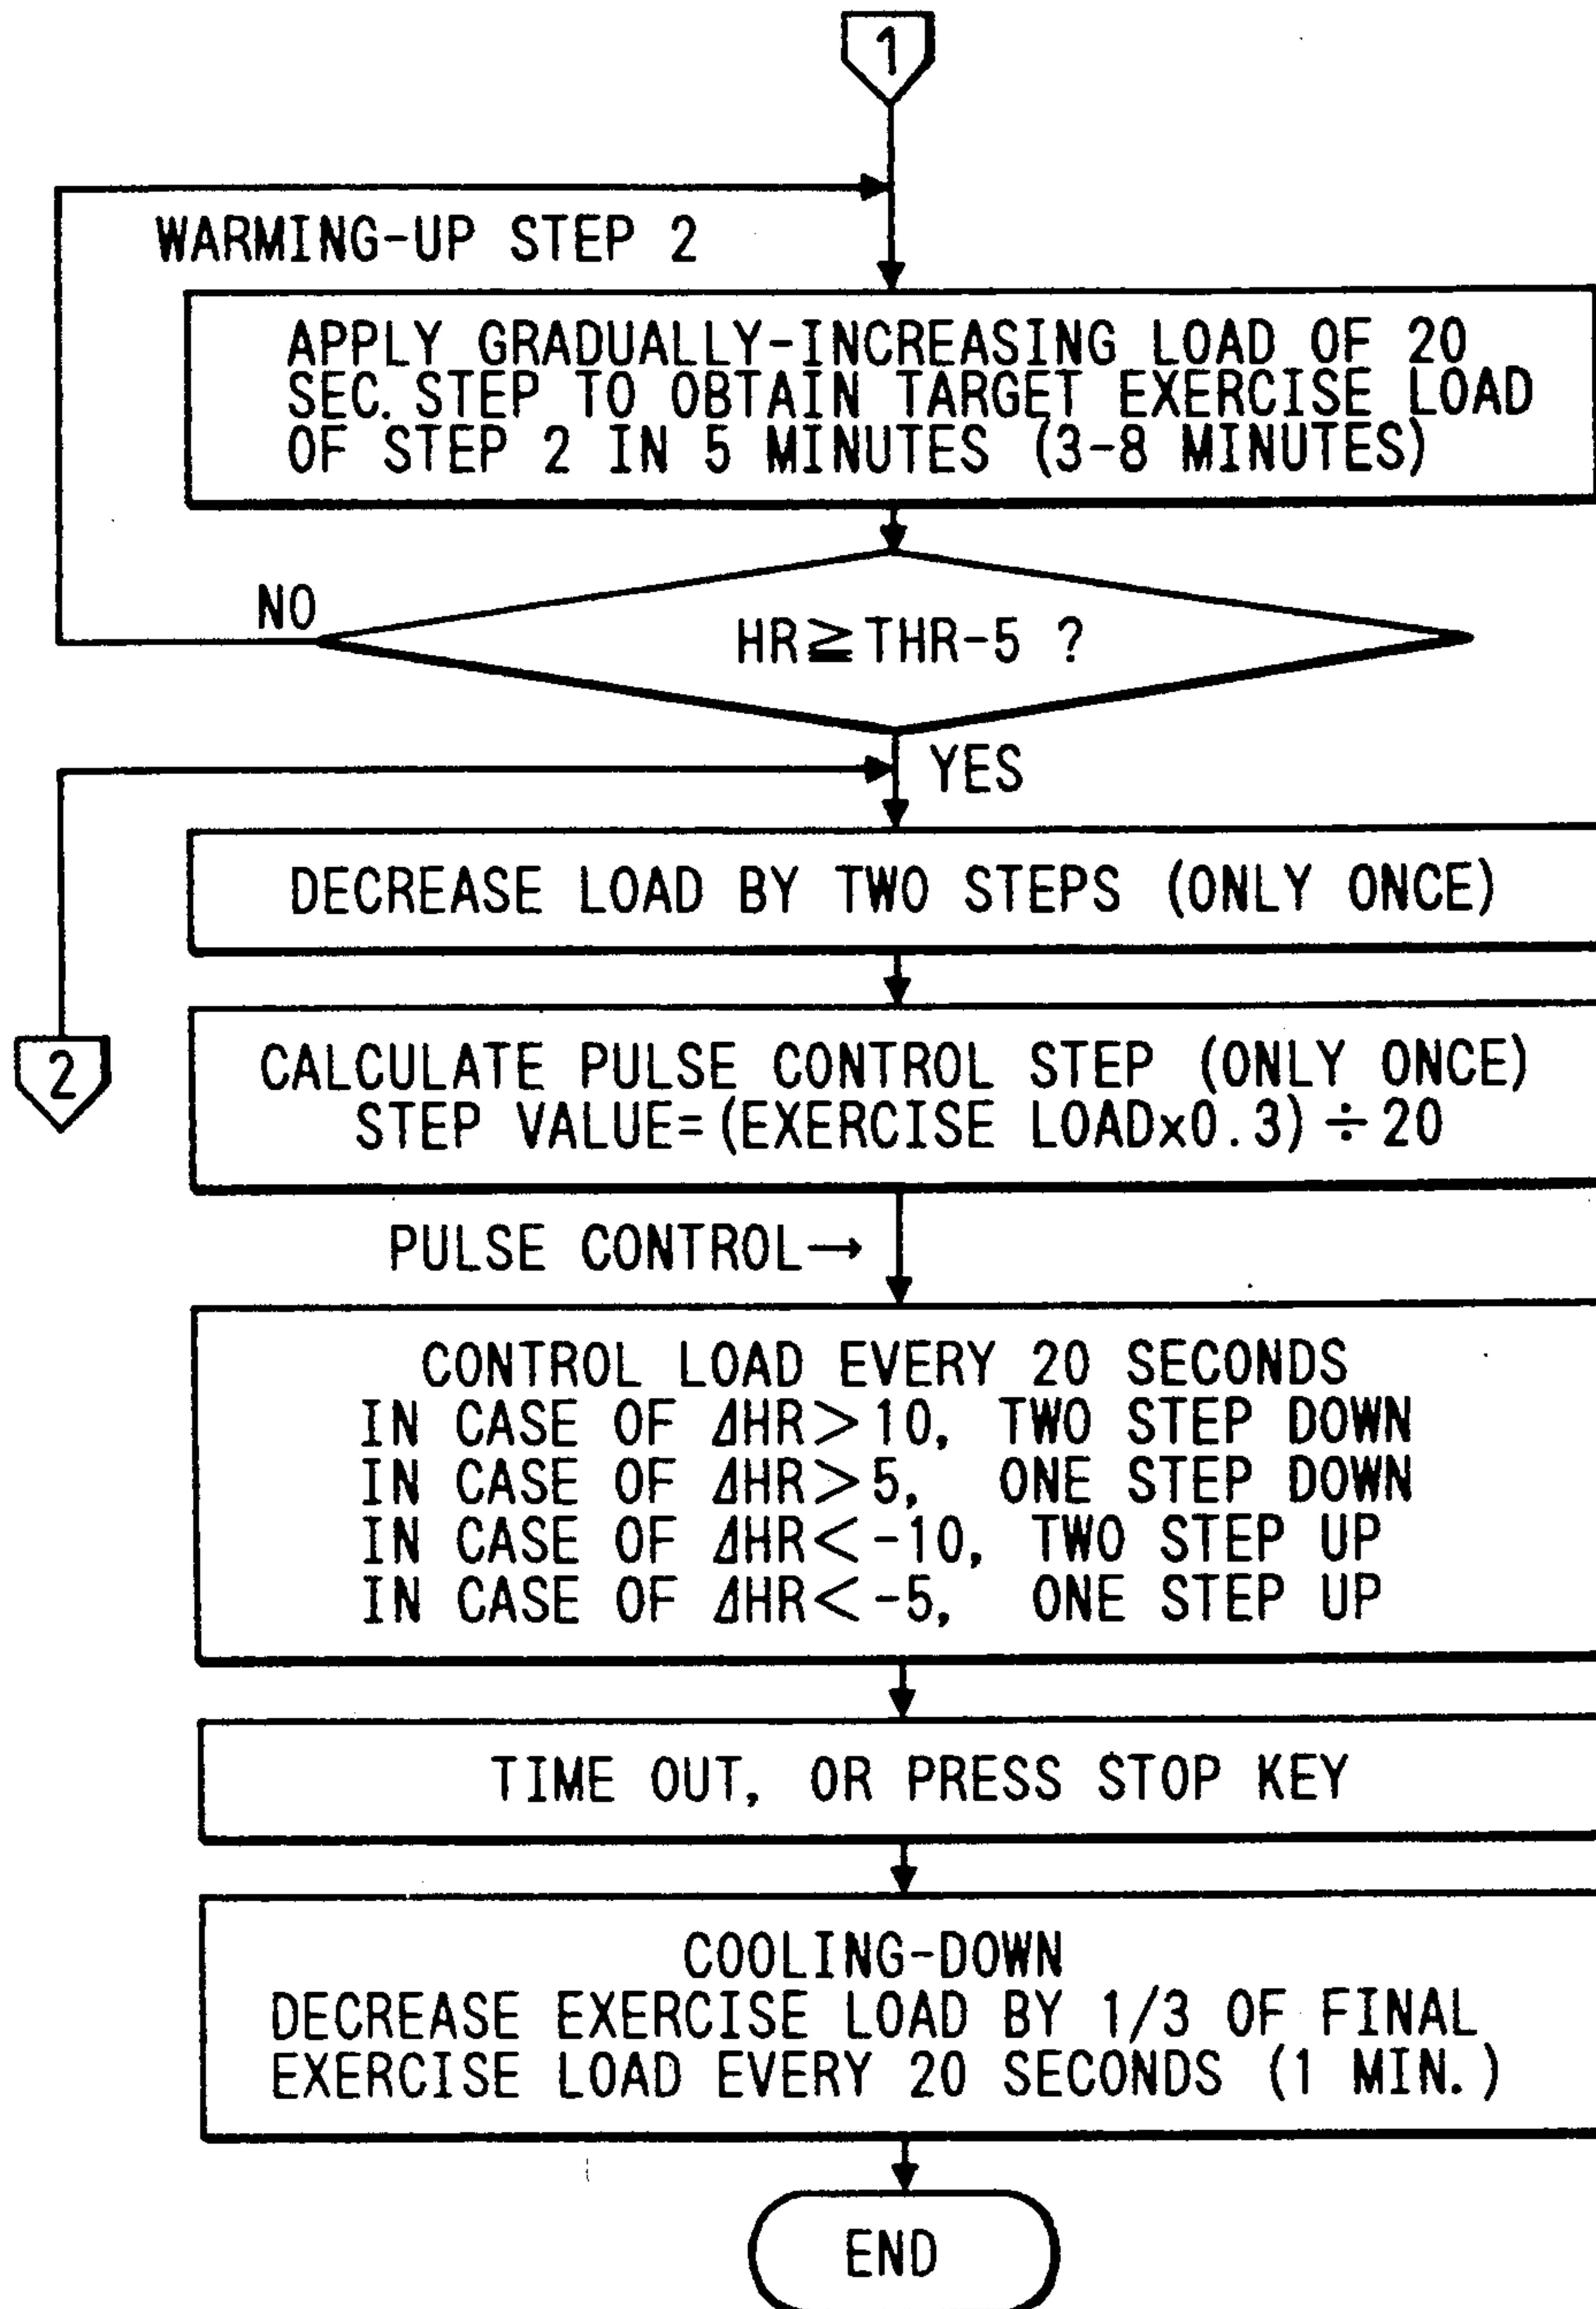 1
WARMING-UP STEP 2
APPLY GRADUALLY-INCREASING LOAD OF 20
SEC. STEP TO OBTAIN TARGET EXERCISE LOAD
OF STEP 2 IN 5 MINUTES (3-8 MINUTES)
NO
HR≧THR-5 ?
YES
DECREASE LOAD BY TWO STEPS (ONLY ONCE)
2
CALCULATE PULSE CONTROL STEP (ONLY ONCE)
STEP VALUE=(EXERCISE LOADx0.3)÷20
PULSE CONTROL→
CONTROL LOAD EVERY 20 SECONDS
IN CASE OF ΔHR>10, TWO STEP DOWN
IN CASE OF ΔHR>5, ONE STEP DOWN
IN CASE OF ΔHR<-10, TWO STEP UP
IN CASE OF ΔHR<-5, ONE STEP UP
TIME OUT, OR PRESS STOP KEY
COOLING-DOWN
DECREASE EXERCISE LOAD BY 1/3 OF FINAL
EXERCISE LOAD EVERY 20 SECONDS (1 MIN.)
END